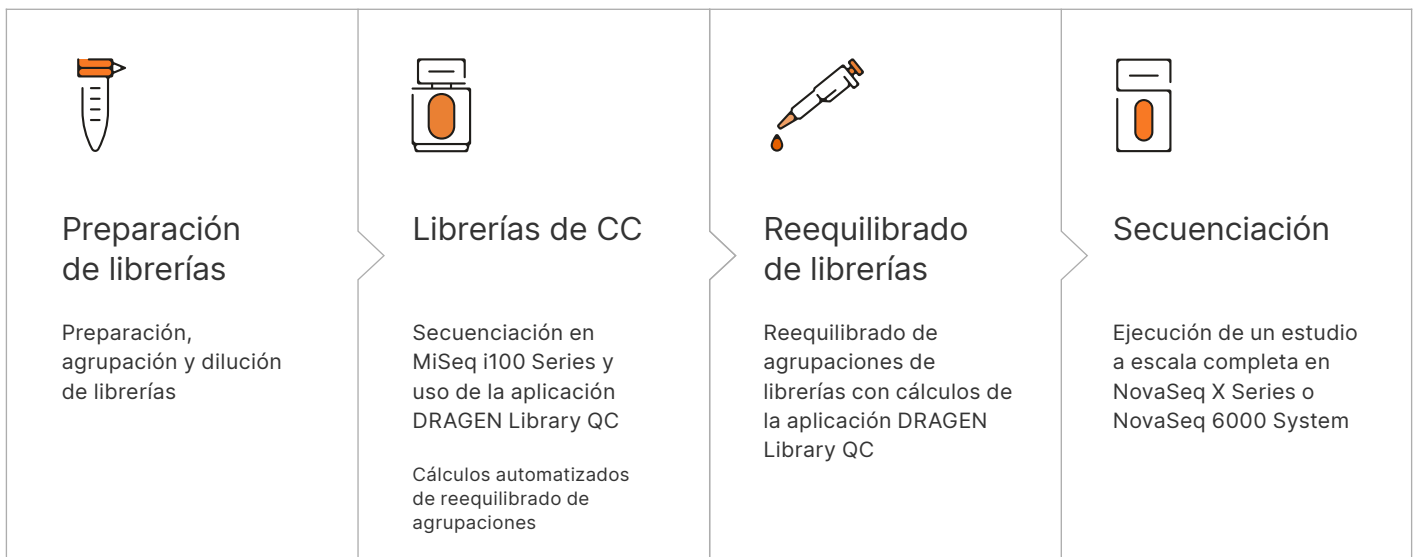 Preparación
de librerías
Preparación,
agrupación y dilución
de librerías
Librerías de CC
Secuenciación en
MiSeq i100 Series y
uso de la aplicación
DRAGEN Library QC
Cálculos automatizados
de reequilibrado de
agrupaciones
Reequilibrado
de librerías
Reequilibrado de
agrupaciones de
librerías con cálculos de
la aplicación DRAGEN
Library QC
Secuenciación
Ejecución de un estudio
a escala completa en
NovaSeq X Series o
NovaSeq 6000 System